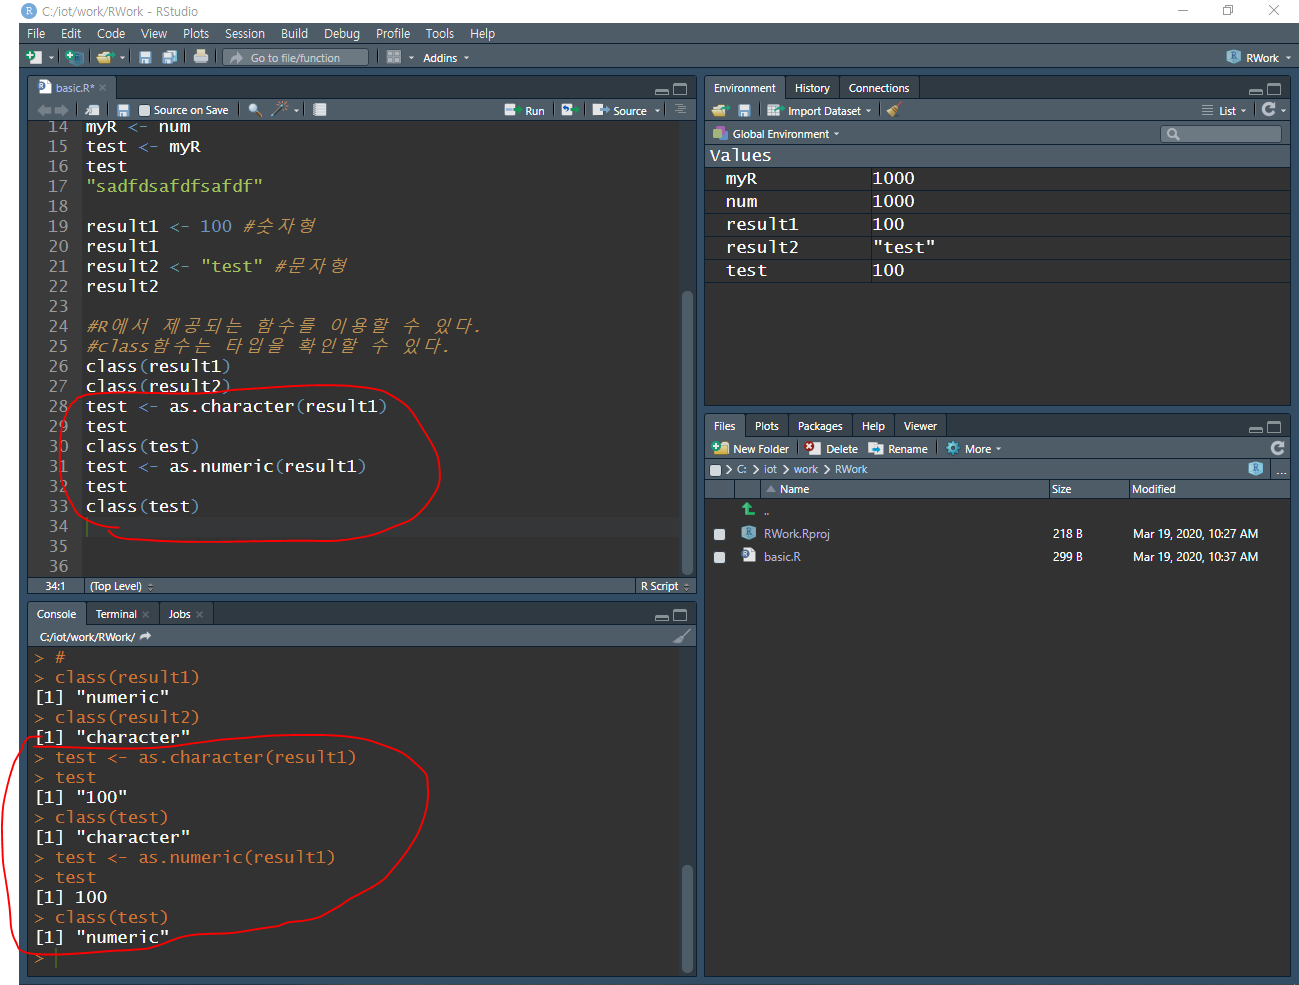 C:/iot/work/RWork - RStudio
File Edit Code View Plots Session Build Debug Profile Tools Help
Go to file/function Addins RWork
basic.R*
Source on Save Run Source
14 myR <- num
15 test <- myR
16 test
17 "sadfdsafdfsafdf"
18
19 result1 <- 100 #숫자형
20 result1
21 result2 <- "test" #문자형
22 result2
23
24 #R에서 제공되는 함수를 이용할 수 있다.
25 #class함수는 타입을 확인할 수 있다.
26 class(result1)
27 class(result2)
28 test <- as.character(result1)
29 test
30 class(test)
31 test <- as.numeric(result1)
32 test
33 class(test)
34
35
36
34:1 (Top Level) R Script
Console Terminal Jobs
C:/iot/work/RWork/
> #
> class(result1)
[1] "numeric"
> class(result2)
[1] "character"
> test <- as.character(result1)
> test
[1] "100"
> class(test)
[1] "character"
> test <- as.numeric(result1)
> test
[1] 100
> class(test)
[1] "numeric"
>
Environment History Connections
Import Dataset List
Global Environment
Values
myR 1000
num 1000
result1 100
result2 "test"
test 100
Files Plots Packages Help Viewer
New Folder Delete Rename More
C: > iot > work > RWork ...
Name Size Modified
..
RWork.Rproj 218 B Mar 19, 2020, 10:27 AM
basic.R 299 B Mar 19, 2020, 10:37 AM